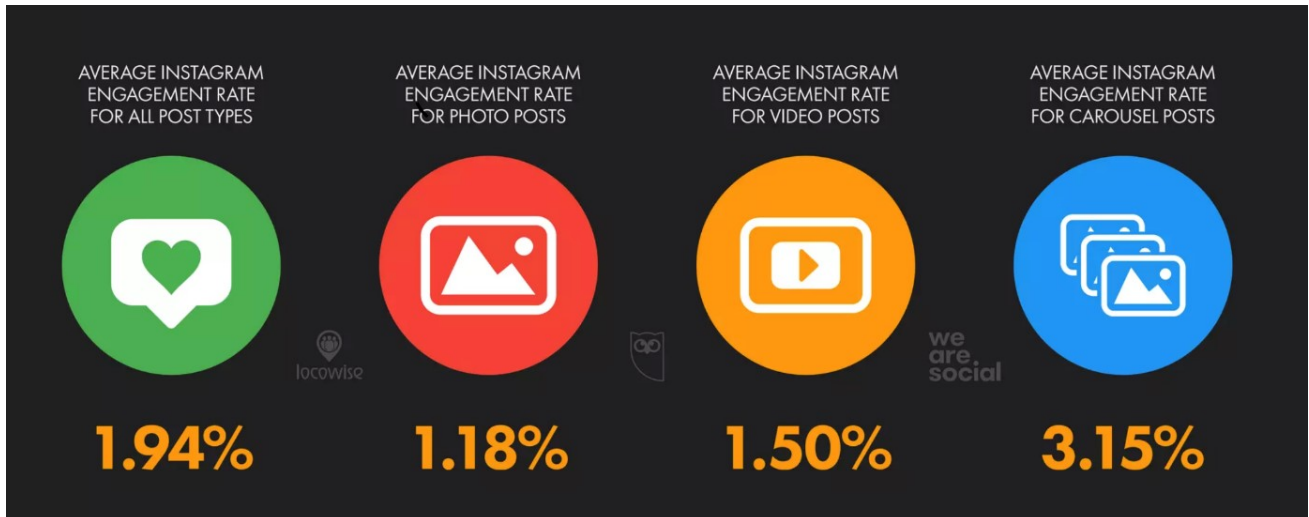 AVERAGE INSTAGRAM
ENGAGEMENT RATE
FOR ALL POST TYPES
1.94%
AVERAGE INSTAGRAM
ENGAGEMENT RATE
FOR PHOTO POSTS
1.18%
AVERAGE INSTAGRAM
ENGAGEMENT RATE
FOR VIDEO POSTS
1.50%
AVERAGE INSTAGRAM
ENGAGEMENT RATE
FOR CAROUSEL POSTS
3.15%
locowise
we
are
social